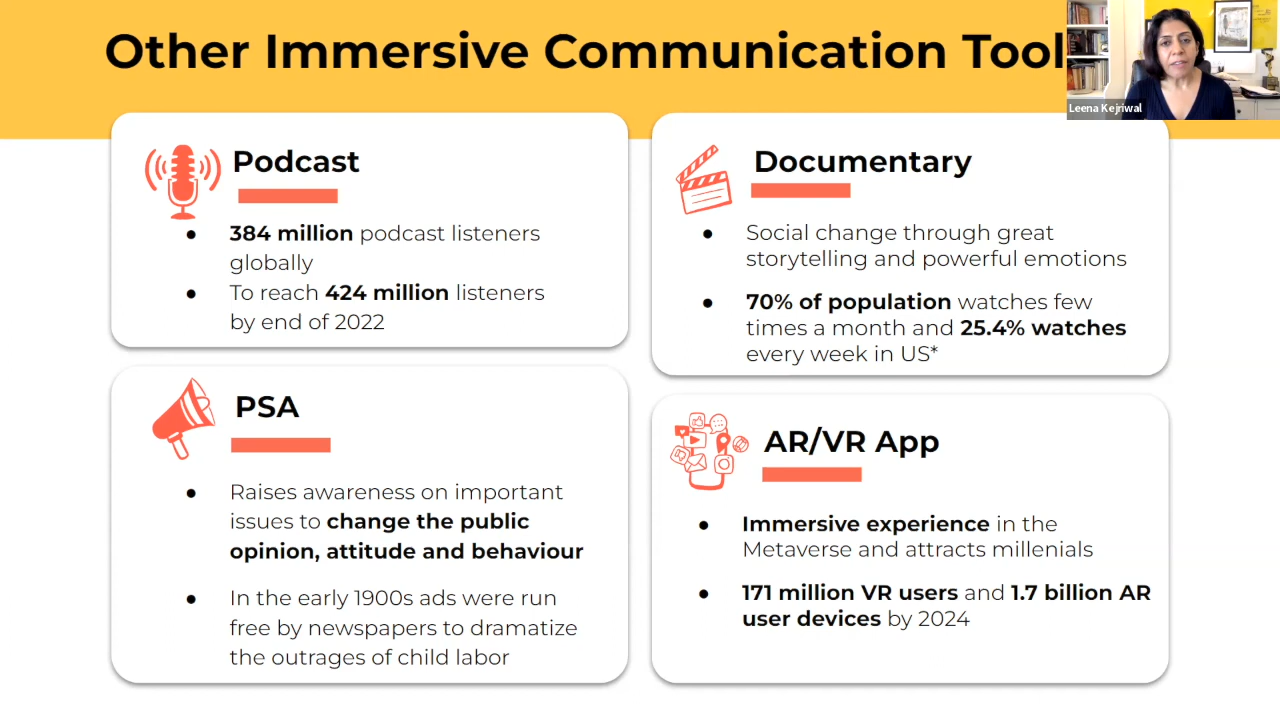 Other Immersive Communication Tool
Leena Kejriwal
Podcast
● 384 million podcast listeners
globally
● To reach 424 million listeners
by end of 2022
Documentary
● Social change through great
storytelling and powerful emotions
● 70% of population watches few
times a month and 25.4% watches
every week in US*
PSA
● Raises awareness on important
issues to change the public
opinion, attitude and behaviour
● In the early 1900s ads were run
free by newspapers to dramatize
the outrages of child labor
AR/VR App
● Immersive experience in the
Metaverse and attracts millenials
● 171 million VR users and 1.7 billion AR
user devices by 2024